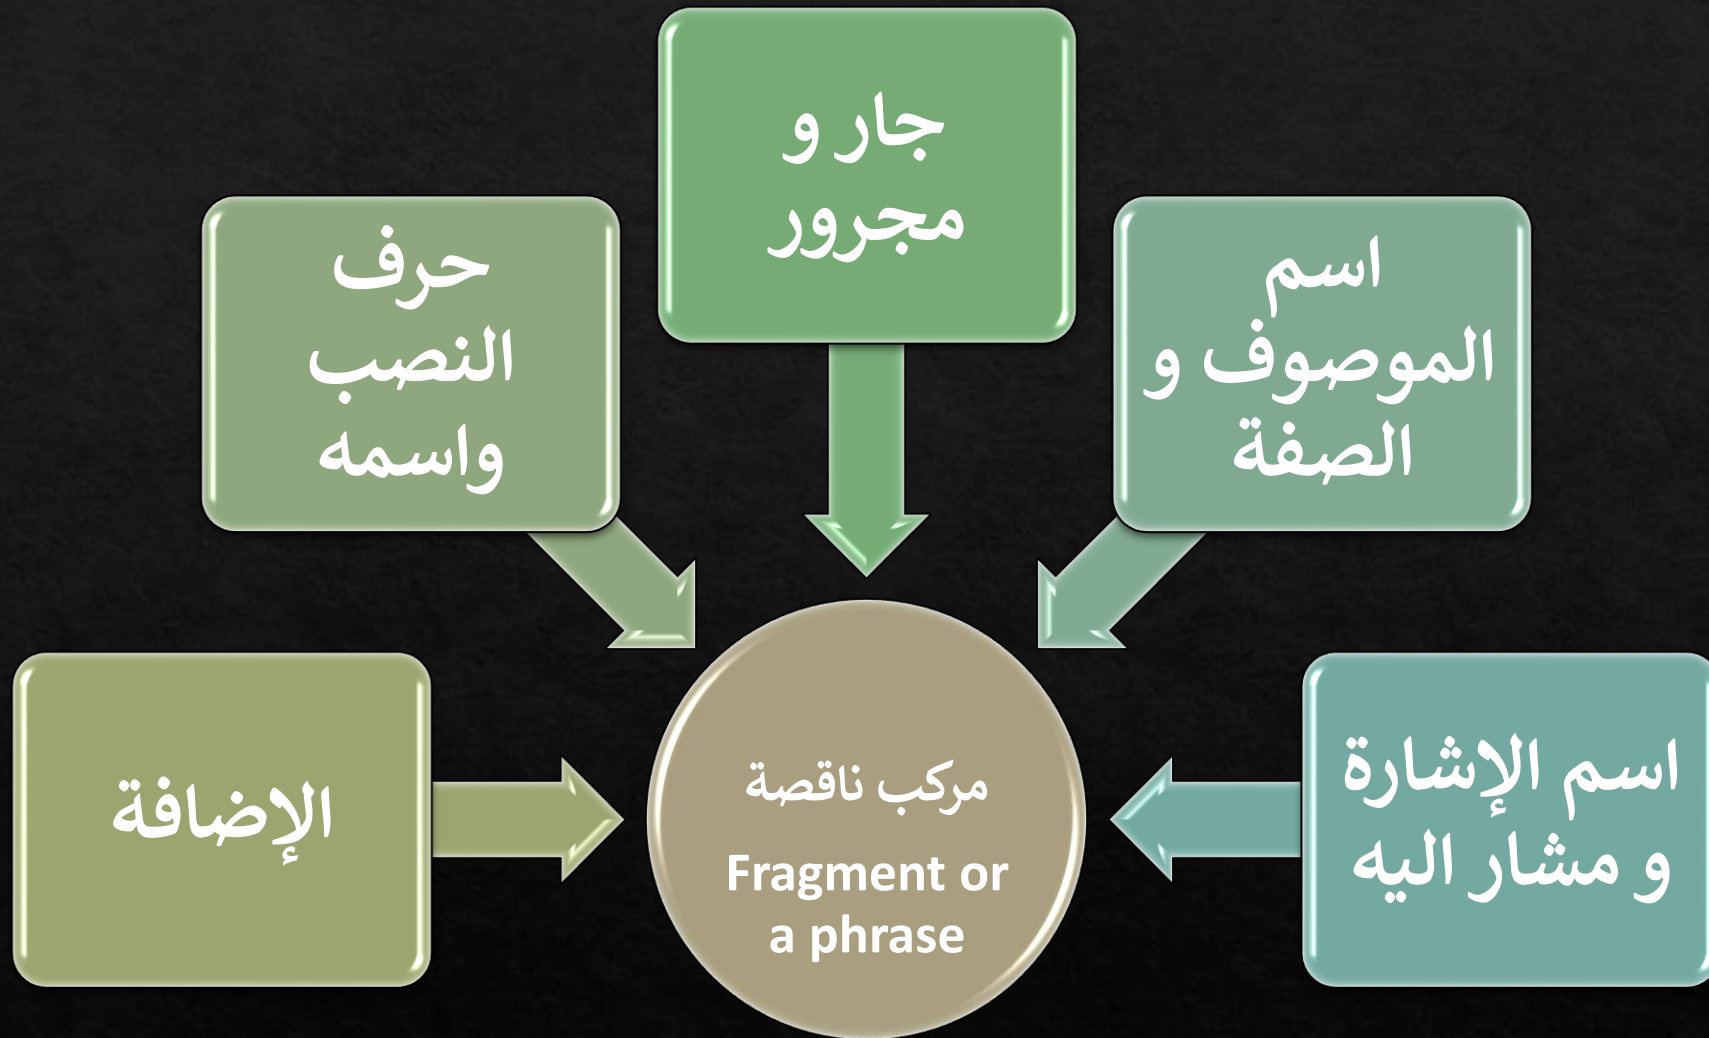 جار و
مجرور
حرف
النصب
واسمه
اسم
الموصوف و
الصفة
الإضافة
مركب ناقصة
Fragment or
a phrase
اسم الإشارة
و مشار اليه